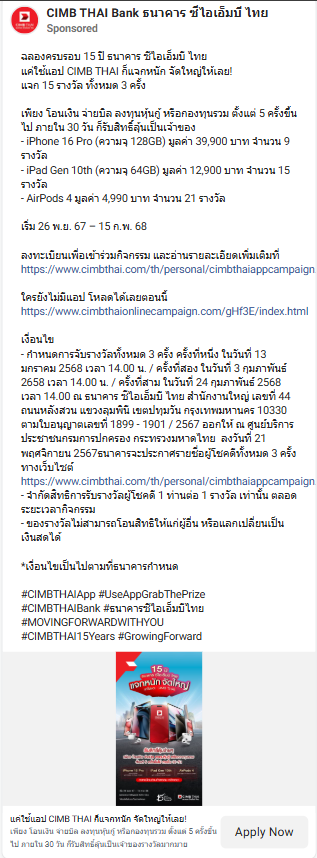 CIMB THAI Bank ธนาคาร ซีไอเอ็มบี ไทย
Sponsored
ฉลองครบรอบ 15 ปี ธนาคาร ซีไอเอ็มบี ไทย
แค่ใช้แอป CIMB THAI ก็แจกหนัก จัดใหญ่ให้เลย!
แจก 15 รางวัล ทั้งหมด 3 ครั้ง
เพียง โอนเงิน จ่ายบิล ลงทุนหุ้นกู้ หรือกองทุนรวม ตั้งแต่ 5 ครั้งขึ้น
ไป ภายใน 30 วัน ก็รับสิทธิ์ลุ้นเป็นเจ้าของ
- iPhone 16 Pro (ความจุ 128GB) มูลค่า 39,900 บาท จำนวน 9
รางวัล
- iPad Gen 10th (ความจุ 64GB) มูลค่า 12,900 บาท จำนวน 15
รางวัล
- AirPods 4 มูลค่า 4,990 บาท จำนวน 21 รางวัล
เริ่ม 26 พ.ย. 67 – 15 ก.พ. 68
ลงทะเบียนเพื่อเข้าร่วมกิจกรรม และอ่านรายละเอียดเพิ่มเติมที่
https://www.cimbthai.com/th/personal/cimbthaiappcampaign
ใครยังไม่มีแอป โหลดได้เลยตอนนี้
https://www.cimbthaionlinecampaign.com/gHf3E/index.html
เงื่อนไข
- กำหนดการจับรางวัลทั้งหมด 3 ครั้ง ครั้งที่หนึ่ง ในวันที่ 13
มกราคม 2568 เวลา 14.00 น. / ครั้งที่สอง ในวันที่ 3 กุมภาพันธ์
2658 เวลา 14.00 น. / ครั้งที่สาม ในวันที่ 24 กุมภาพันธ์ 2568
เวลา 14.00 ณ ธนาคาร ซีไอเอ็มบี ไทย สำนักงานใหญ่ เลขที่ 44
ถนนหลังสวน แขวงลุมพินี เขตปทุมวัน กรุงเทพมหานคร 10330
ตามใบอนุญาตเลขที่ 1899 - 1901 / 2567 ออกให้ ณ ศูนย์บริการ
ประชาชนกรมการปกครอง กระทรวงมหาดไทย ลงวันที่ 21
พฤศจิกายน 2567ธนาคารจะประกาศรายชื่อผู้โชคดีทั้งหมด 3 ครั้ง
ทางเว็บไซต์
https://www.cimbthai.com/th/personal/cimbthaiappcampaign
- จำกัดสิทธิการรับรางวัลผู้โชคดี 1 ท่านต่อ 1 รางวัล เท่านั้น ตลอด
ระยะเวลากิจกรรม
- ของรางวัลไม่สามารถโอนสิทธิให้แก่ผู้อื่น หรือแลกเปลี่ยนเป็น
เงินสดได้
*เงื่อนไขเป็นไปตามที่ธนาคารกำหนด
#CIMBTHAIApp #UseAppGrabThePrize
#CIMBTHAIBank #ธนาคารซีไอเอ็มบีไทย
#MOVINGFORWARDWITHYOU
#CIMBTHAI15Years #GrowingForward
15 ปี
แจกหนัก จัดใหญ่
แค่ใช้แอป CIMB THAI ก็แจกหนัก จัดใหญ่ให้เลย!
เพียง โอนเงิน จ่ายบิล ลงทุนหุ้นกู้ หรือกองทุนรวม ตั้งแต่ 5 ครั้งขึ้น
ไป ภายใน 30 วัน ก็รับสิทธิ์ลุ้นเป็นเจ้าของรางวัลมากมาย
Apply Now